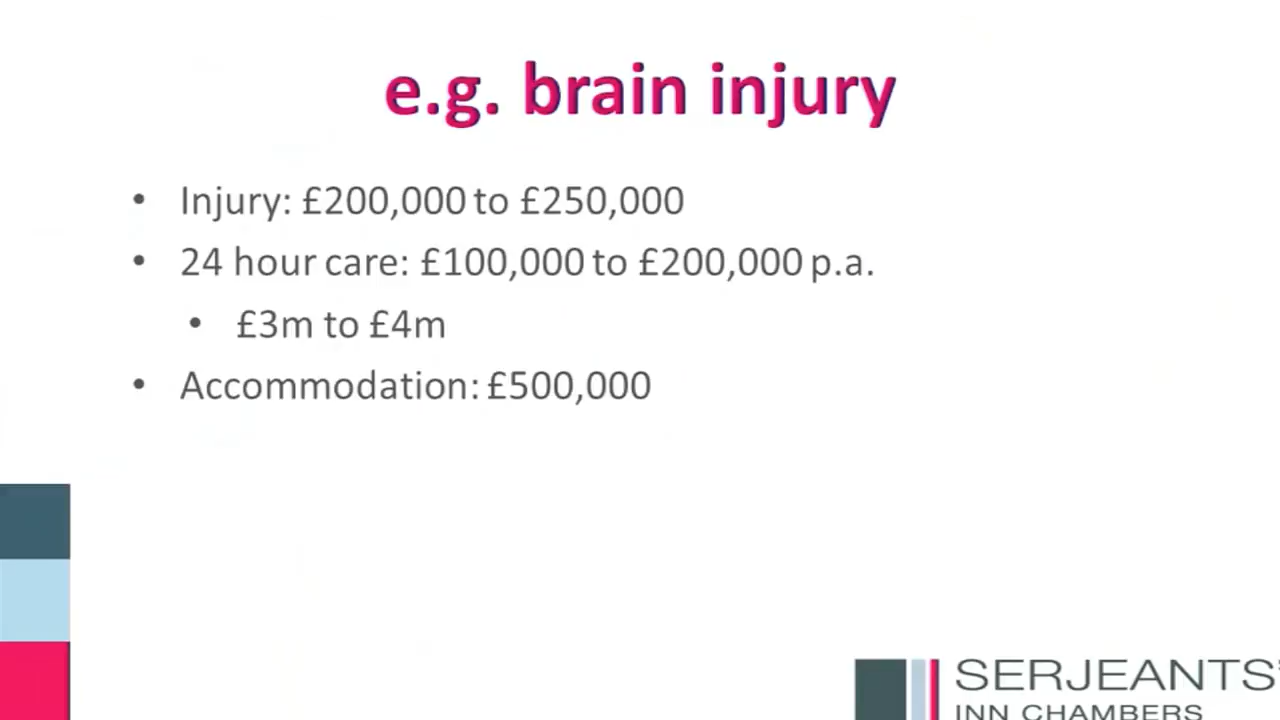 e.g. brain injury
• Injury: £200,000 to £250,000
• 24 hour care: £100,000 to £200,000 p.a.
• £3m to £4m
• Accommodation: £500,000
SERJEANTS'
INN CHAMBERS